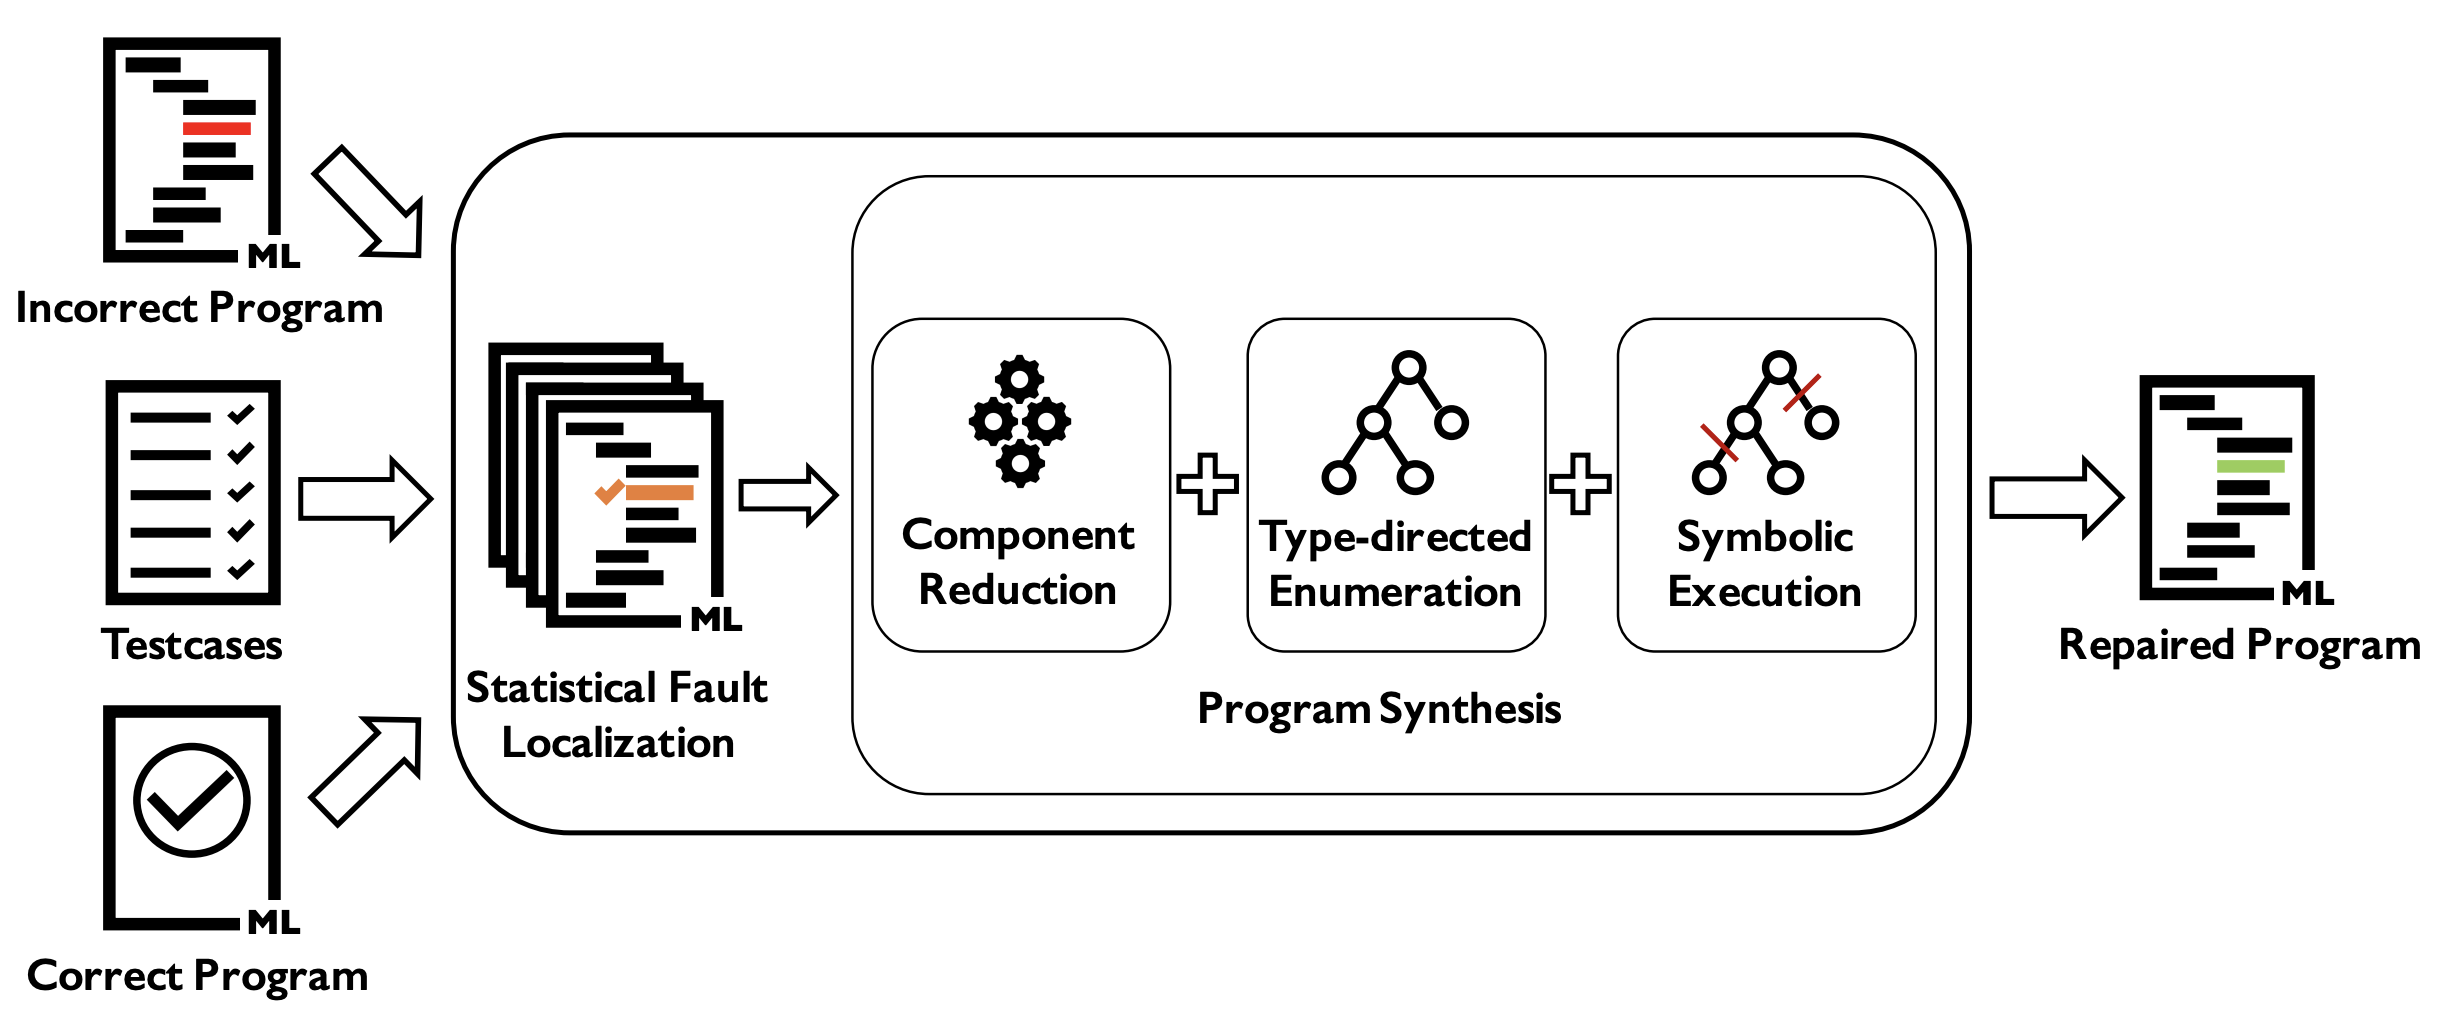 ML
Incorrect Program
Testcases
ML
Correct Program
ML
Statistical Fault
Localization
Component
Reduction
Type-directed
Enumeration
Symbolic
Execution
Program Synthesis
ML
Repaired Program